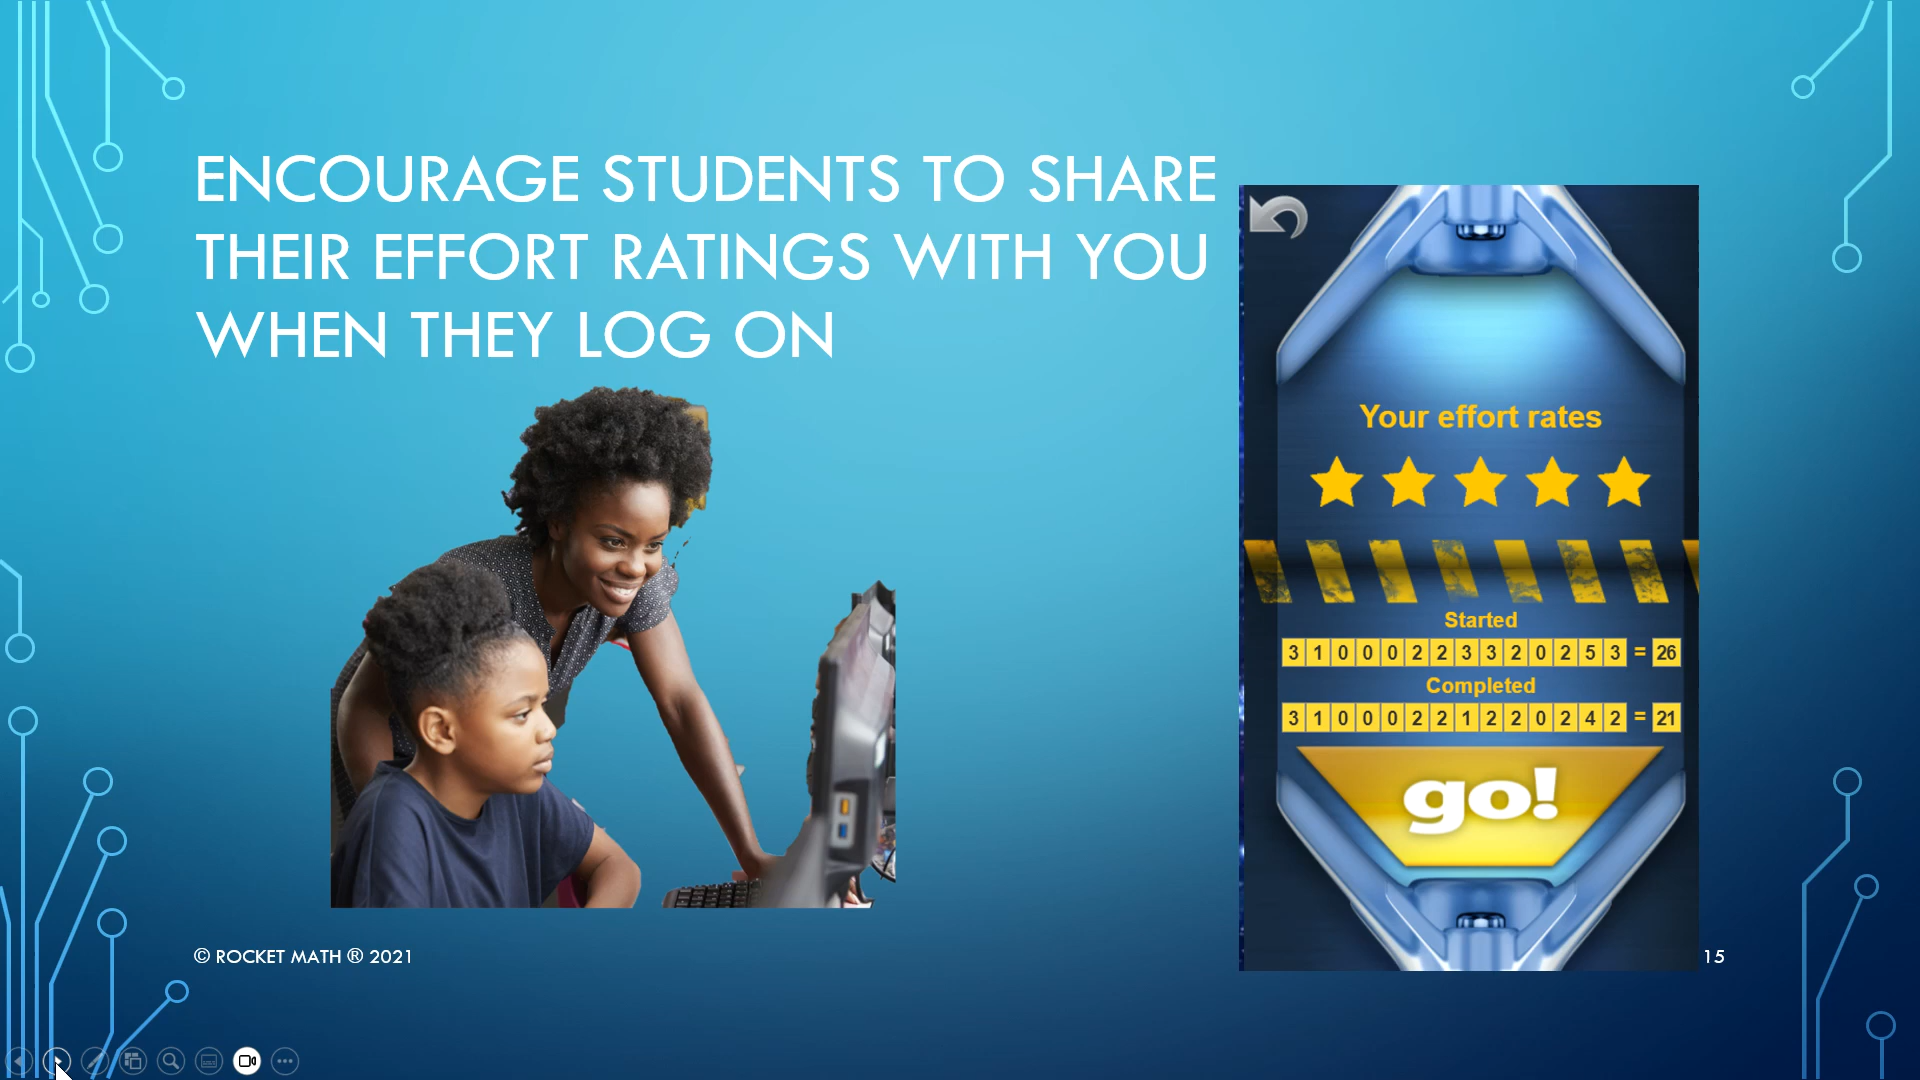 ENCOURAGE STUDENTS TO SHARE
THEIR EFFORT RATINGS WITH YOU
WHEN THEY LOG ON
Your effort rates
Started
3 1 0 0 0 2 2 3 3 2 0 2 5 3 = 26
Completed
3 1 0 0 0 2 2 1 2 2 0 2 4 2 = 21
go!
© ROCKET MATH ® 2021
15